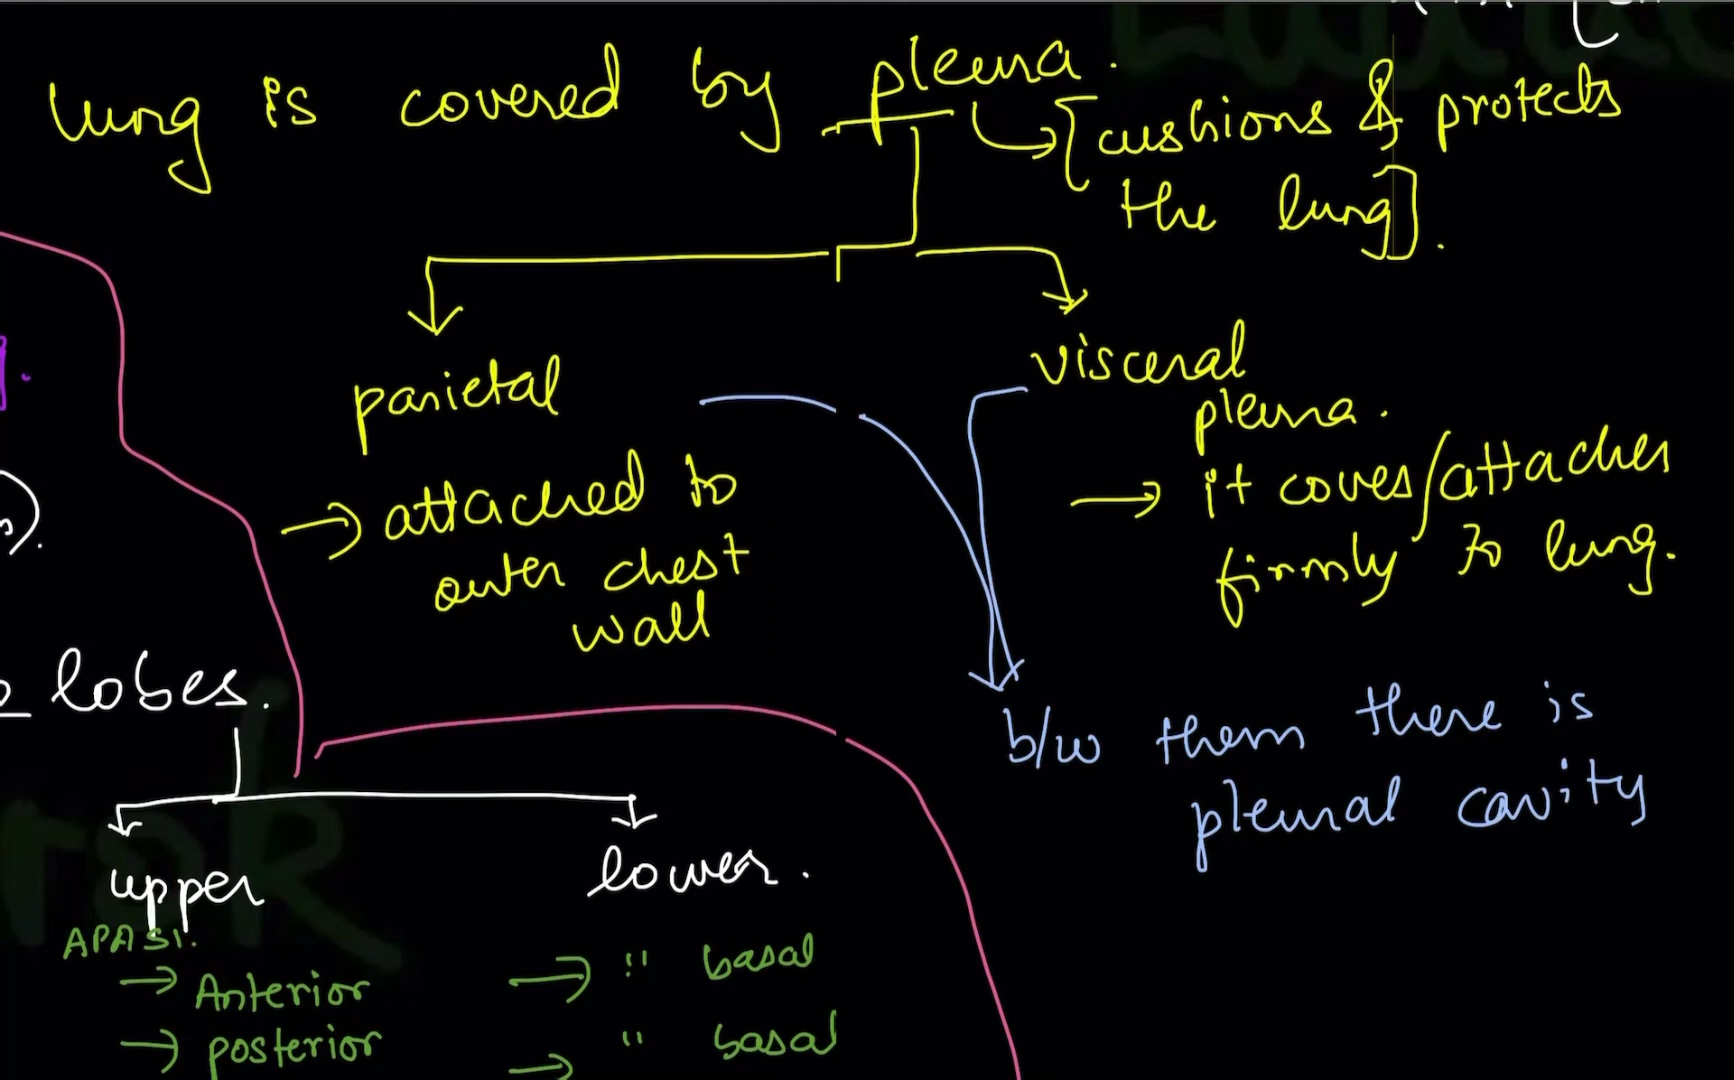 lung is covered by pleura.
[cushions & protects
the lung].
parietal
→ attached to
outer chest
wall
visceral
pleura.
→ it coves/attaches
firmly to lung.
b/w them there is
pleural cavity
lobes.
upper
lower.
APASI.
→ Anterior
→ posterior
→ " basal
→ " basal